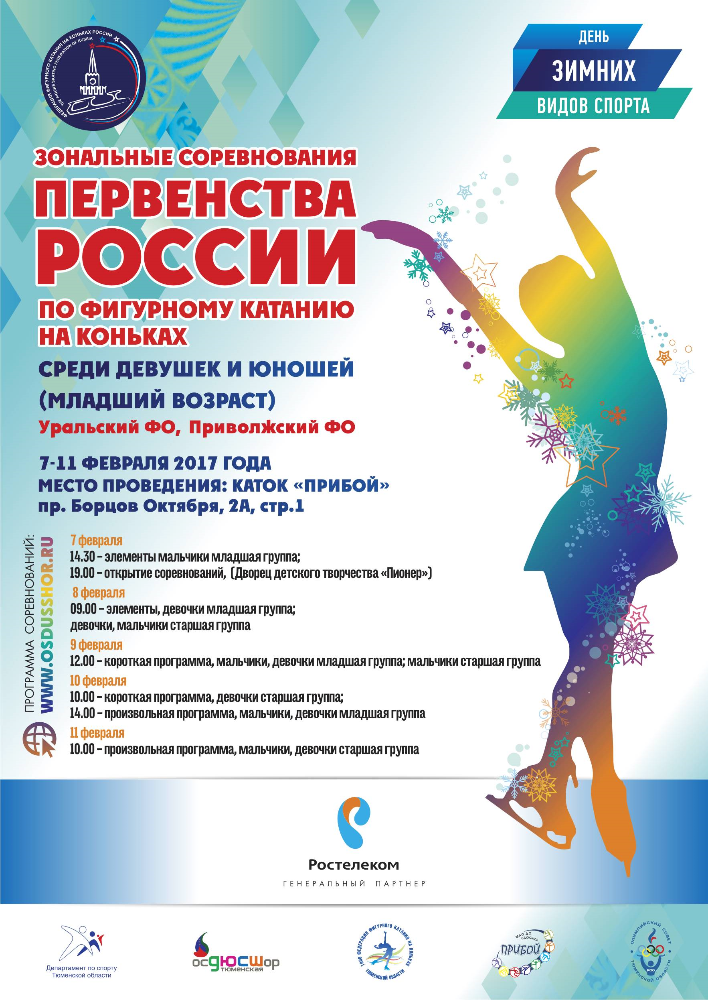 ФЕДЕРАЦИЯ ФИГУРНОГО КАТАНИЯ НА КОНЬКАХ РОССИИ
THE FIGURE SKATING FEDERATION OF RUSSIA
ДЕНЬ
ЗИМНИХ
ВИДОВ СПОРТА
ЗОНАЛЬНЫЕ СОРЕВНОВАНИЯ
ПЕРВЕНСТВА
РОССИИ
ПО ФИГУРНОМУ КАТАНИЮ
НА КОНЬКАХ
СРЕДИ ДЕВУШЕК И ЮНОШЕЙ
(МЛАДШИЙ ВОЗРАСТ)
Уральский ФО, Приволжский ФО
7-11 ФЕВРАЛЯ 2017 ГОДА
МЕСТО ПРОВЕДЕНИЯ: КАТОК «ПРИБОЙ»
пр. Борцов Октября, 2А, стр.1
ПРОГРАММА СОРЕВНОВАНИЙ:
WWW.OSDUSSHOR.RU
7 февраля
14.30 – элементы мальчики младшая группа;
19.00 – открытие соревнований, (Дворец детского творчества «Пионер»)
8 февраля
09.00 – элементы, девочки младшая группа;
девочки, мальчики старшая группа
9 февраля
12.00 – короткая программа, мальчики, девочки младшая группа; мальчики старшая группа
10 февраля
10.00 – короткая программа, девочки старшая группа;
14.00 – произвольная программа, мальчики, девочки младшая группа
11 февраля
10.00 – произвольная программа, мальчики, девочки старшая группа
Ростелеком
ГЕНЕРАЛЬНЫЙ ПАРТНЕР
Департамент по спорту
Тюменской области
осДЮСШор
тюменская
ТООО ФЕДЕРАЦИЯ ФИГУРНОГО КАТАНИЯ НА КОНЬКАХ
ТЮМЕНСКОЙ ОБЛАСТИ
МАО ДО
СДЮСШОР
ПРИБОЙ
ОЛИМПИЙСКИЙ СОВЕТ
РОО
ТЮМЕНСКОЙ ОБЛАСТИ